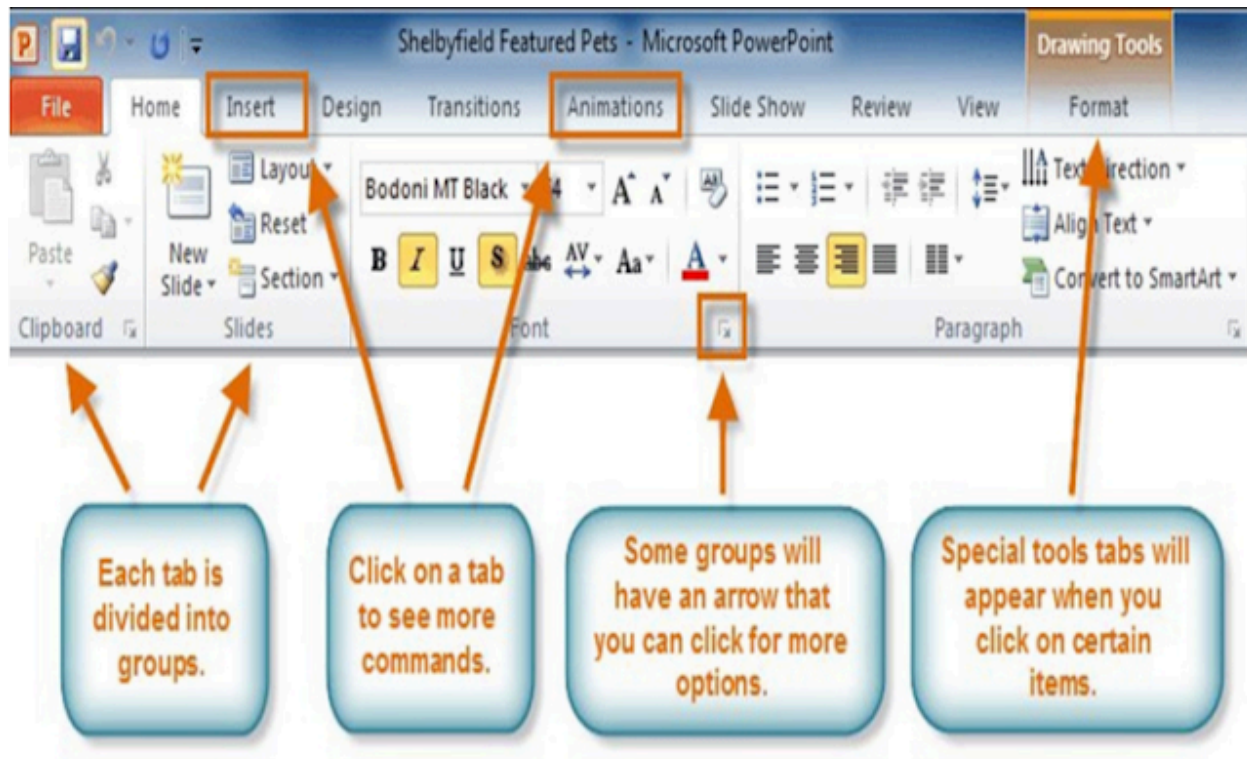 Shelbyfield Featured Pets - Microsoft PowerPoint
Drawing Tools
File Home Insert Design Transitions Animations Slide Show Review View Format
Layout
Bodoni MT Black
Text Direction
Reset
Align Text
Paste
New
Slide
Section
B I U S abc AV Aa A
Convert to SmartArt
Clipboard Slides Font Paragraph
Each tab is
divided into
groups.
Click on a tab
to see more
commands.
Some groups will
have an arrow that
you can click for more
options.
Special tools tabs will
appear when you
click on certain
items.